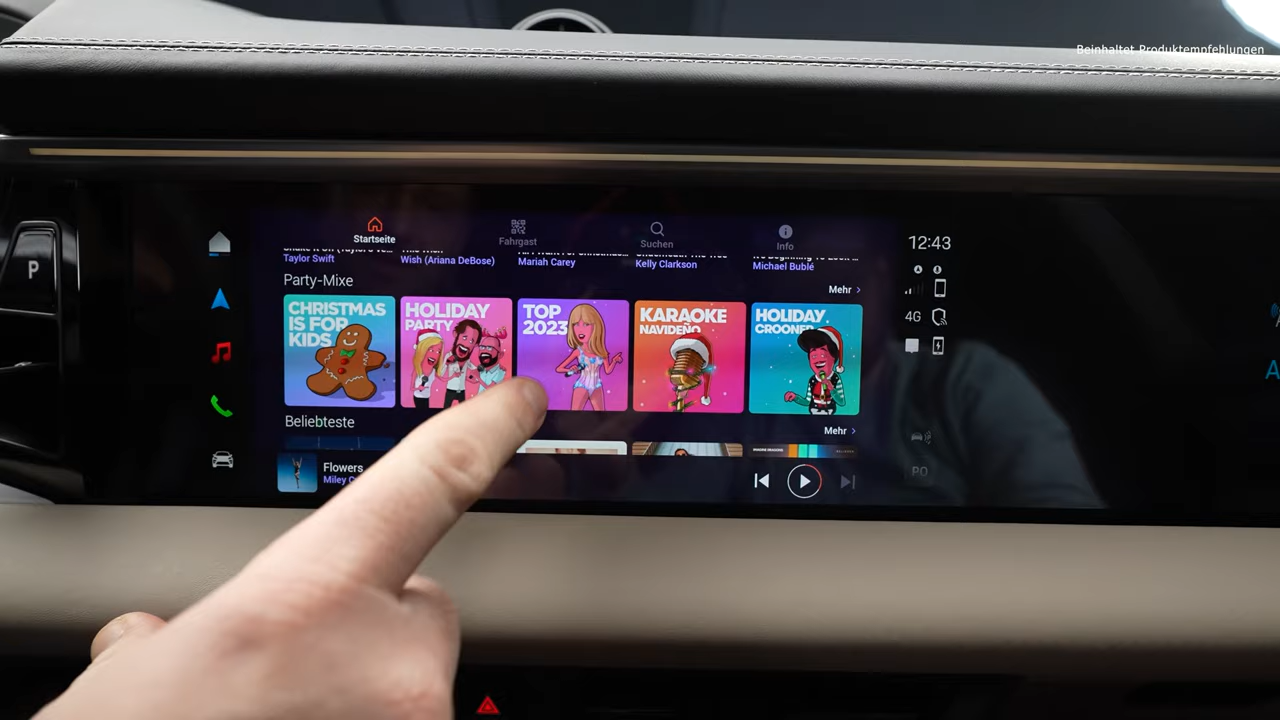 Beinhaltet Produktempfehlungen
P
Startseite
Fahrgast
Suchen
Info
12:43
Taylor Swift
Wish (Ariana DeBose)
Mariah Carey
Kelly Clarkson
Michael Bublé
Party-Mixe
Mehr
CHRISTMAS
IS FOR
KIDS
HOLIDAY
PARTY
TOP
2023
KARAOKE
NAVIDEÑO
HOLIDAY
CROONER
4G
A
Beliebteste
Mehr
Flowers
Miley
PO